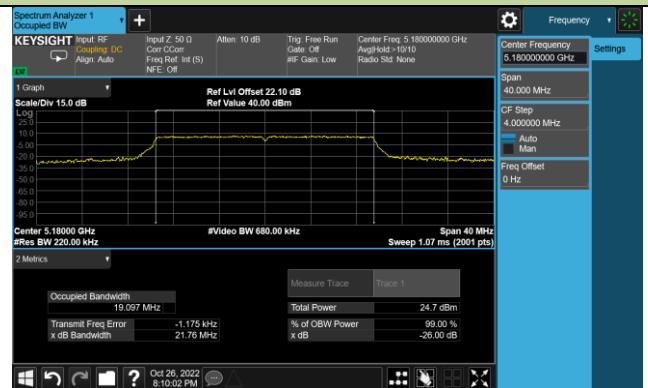 Spectrum Analyzer 1
Occupied BW
Frequency
KEYSIGHT
Input: RF
Coupling: DC
Align: Auto
Input Z: 50 Ω
Corr CCorr
Freq Ref: Int (S)
NFE: Off
Atten: 10 dB
Trig: Free Run
Gate: Off
#IF Gain: Low
Center Freq: 5.180000000 GHz
Avg|Hold:>10/10
Radio Std: None
Center Frequency
5.180000000 GHz
Settings
Span
40.000 MHz
CF Step
4.000000 MHz
Auto
Man
Freq Offset
0 Hz
1 Graph
Scale/Div 15.0 dB
Ref Lvl Offset 22.10 dB
Ref Value 40.00 dBm
Log
25.0
10.0
-5.00
-20.0
-35.0
-50.0
-65.0
-80.0
-95.0
Center 5.18000 GHz
#Res BW 220.00 kHz
#Video BW 680.00 kHz
Span 40 MHz
Sweep 1.07 ms (2001 pts)
2 Metrics
Measure Trace
Trace 1
Occupied Bandwidth
19.097 MHz
Total Power
24.7 dBm
Transmit Freq Error
-1.175 kHz
% of OBW Power
99.00 %
x dB Bandwidth
21.76 MHz
x dB
-26.00 dB
Oct 26, 2022
8:10:02 PM